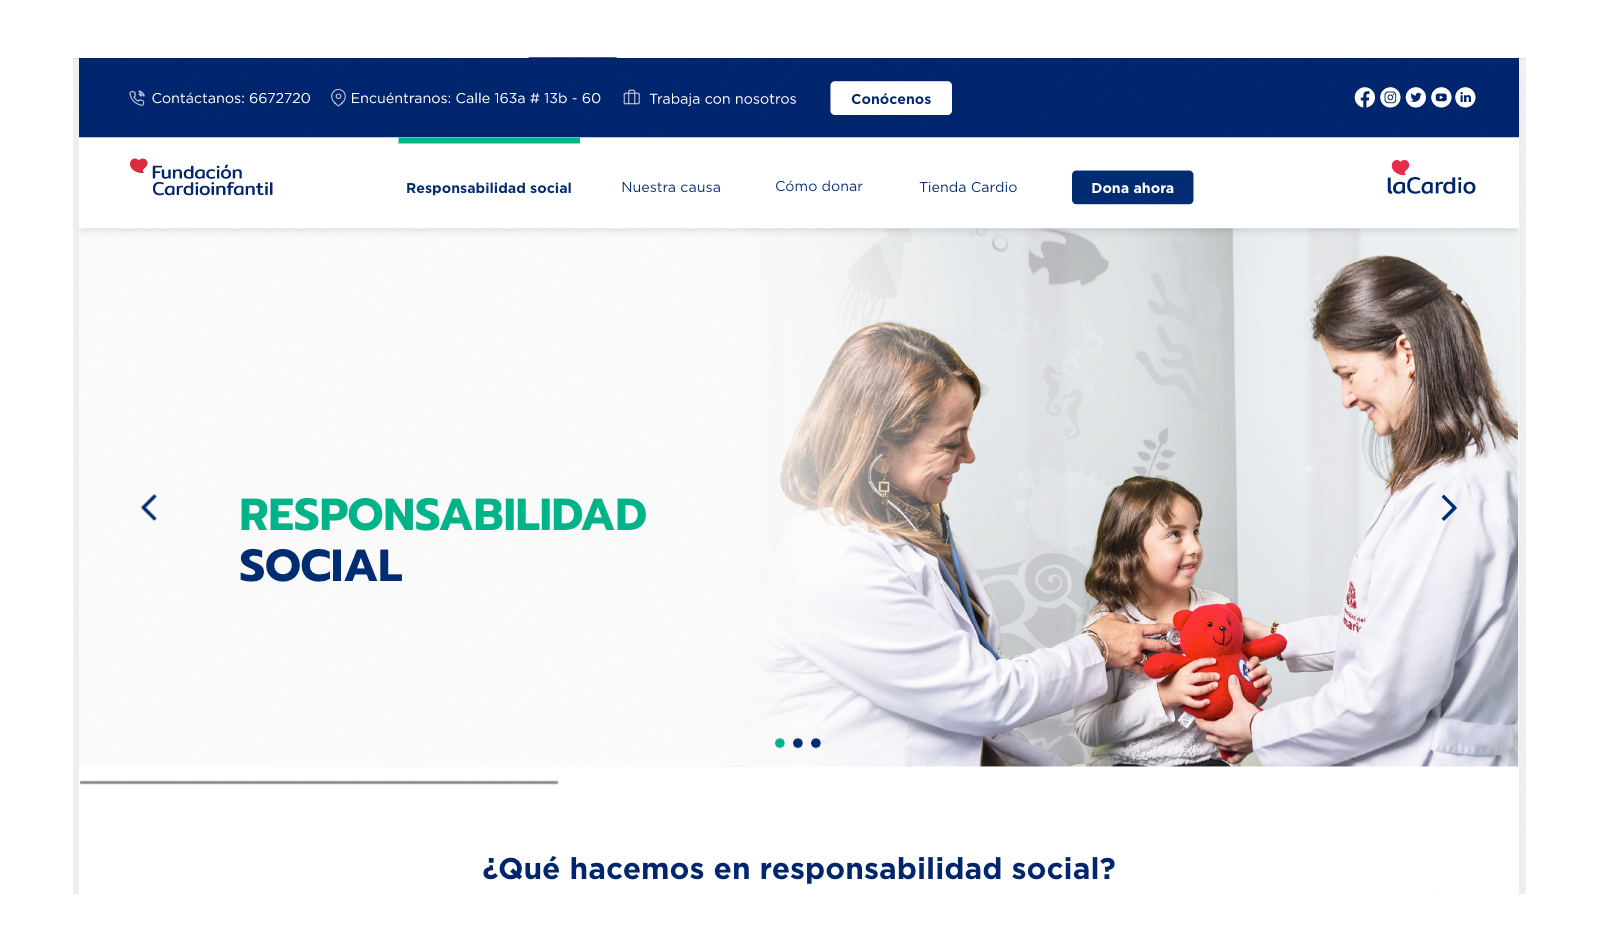 Contáctanos: 6672720
Encuéntranos: Calle 163a # 13b - 60
Trabaja con nosotros
Conócenos
Fundación
Cardioinfantil
Responsabilidad social
Nuestra causa
Cómo donar
Tienda Cardio
Dona ahora
laCardio
RESPONSABILIDAD
SOCIAL
¿Qué hacemos en responsabilidad social?